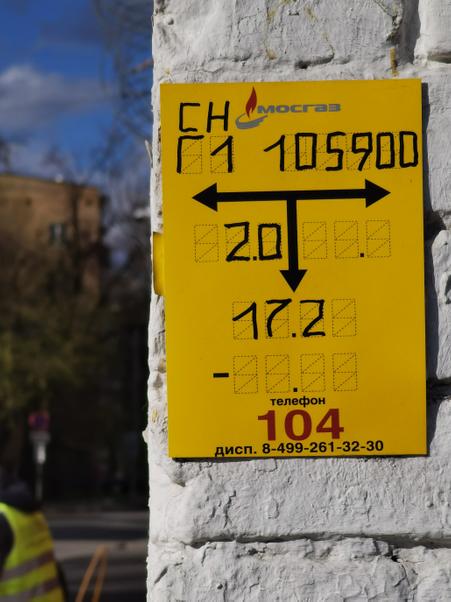 СН МОСГАЗ
Г1 105900
2.0 .
17.2
- .
телефон
104
дисп. 8-499-261-32-30